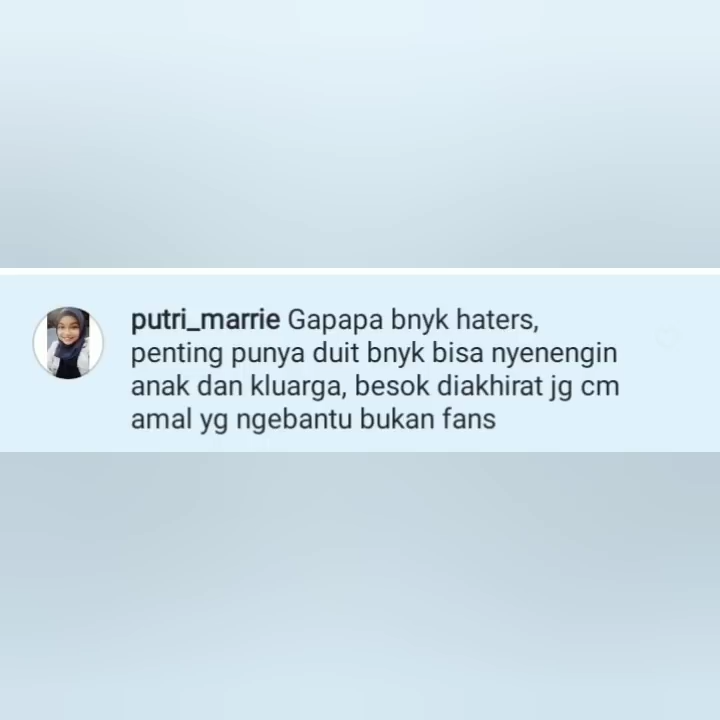 putri_marrie Gapapa bnyk haters,
penting punya duit bnyk bisa nyenengin
anak dan kluarga, besok diakhirat jg cm
amal yg ngebantu bukan fans